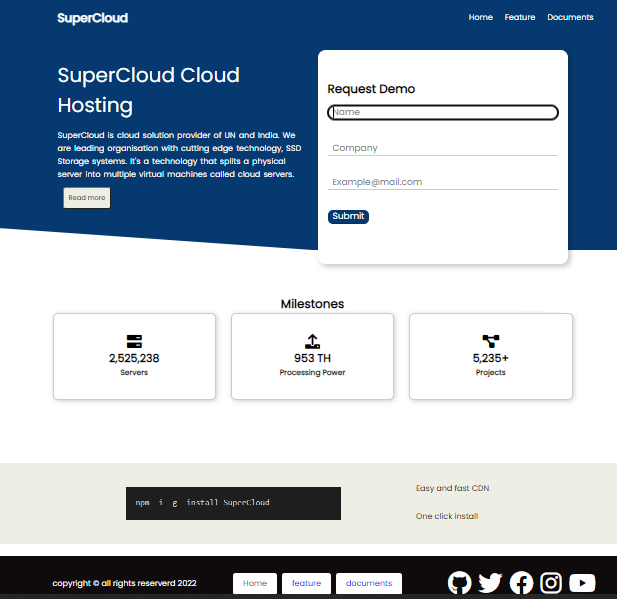 SuperCloud
Home Feature Documents
SuperCloud Cloud
Hosting
SuperCloud is cloud solution provider of UN and India. We
are leading organisation with cutting edge technology, SSD
Storage systems. It's a technology that splits a physical
server into multiple virtual machines called cloud servers.
Read more
Request Demo
Name
Company
Example@mail.com
Submit
Milestones
2,525,238
Servers
953 TH
Processing Power
5,235+
Projects
npm i g install SuperCloud
Easy and fast CDN
One click install
copyright © all rights reserverd 2022
Home feature documents